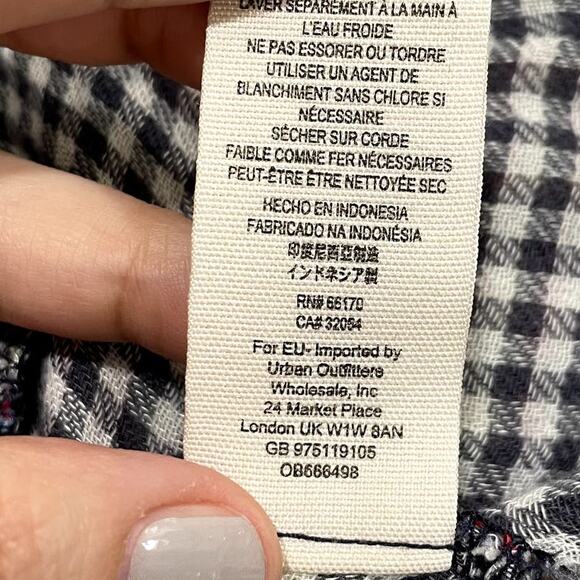 LAVER SÉPARÉMENT À LA MAIN À
L'EAU FROIDE
NE PAS ESSORER OU TORDRE
UTILISER UN AGENT DE
BLANCHIMENT SANS CHLORE SI
NÉCESSAIRE
SÉCHER SUR CORDE
FAIBLE COMME FER NÉCESSAIRES
PEUT-ÊTRE ÊTRE NETTOYÉE SEC
HECHO EN INDONESIA
FABRICADO NA INDONÉSIA
印度尼西亞製造
インドネシア製
RN# 66170
CA# 32054
For EU- Imported by
Urban Outfitters
Wholesale, Inc
24 Market Place
London UK W1W 8AN
GB 975119105
OB666498